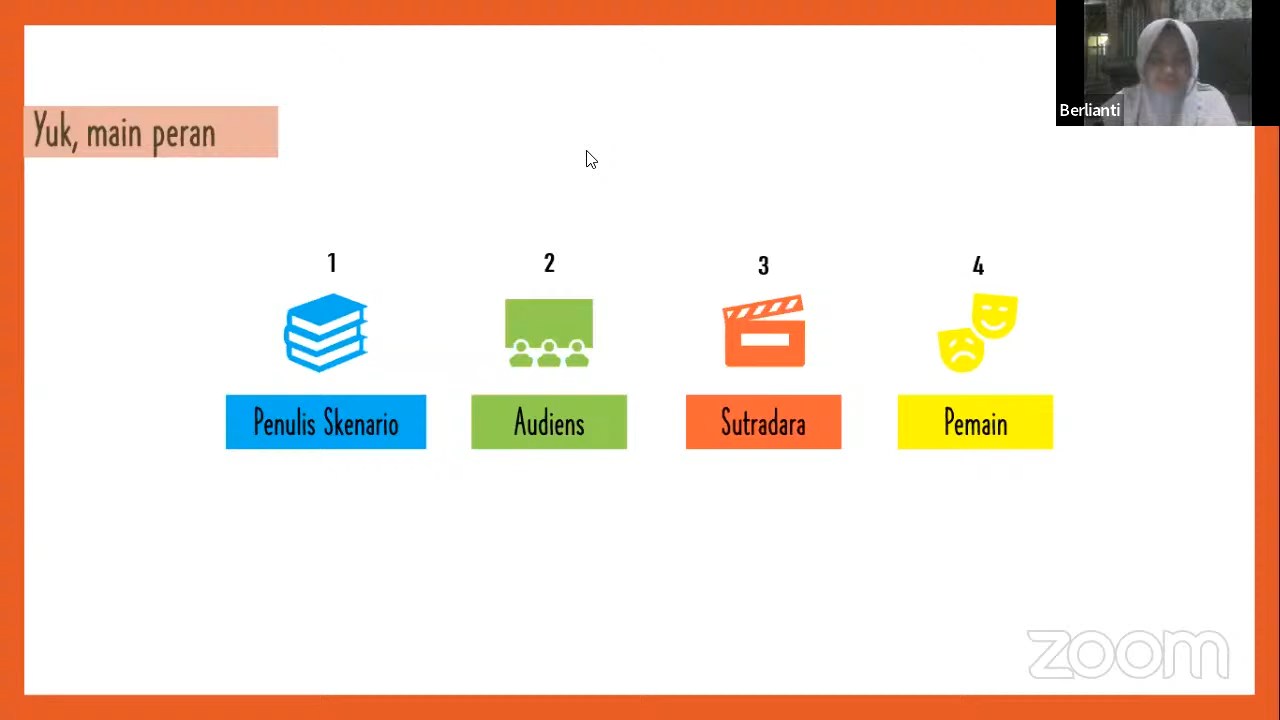 Berlianti
Yuk, main peran
1
2
3
4
Penulis Skenario
Audiens
Sutradara
Pemain
zoom